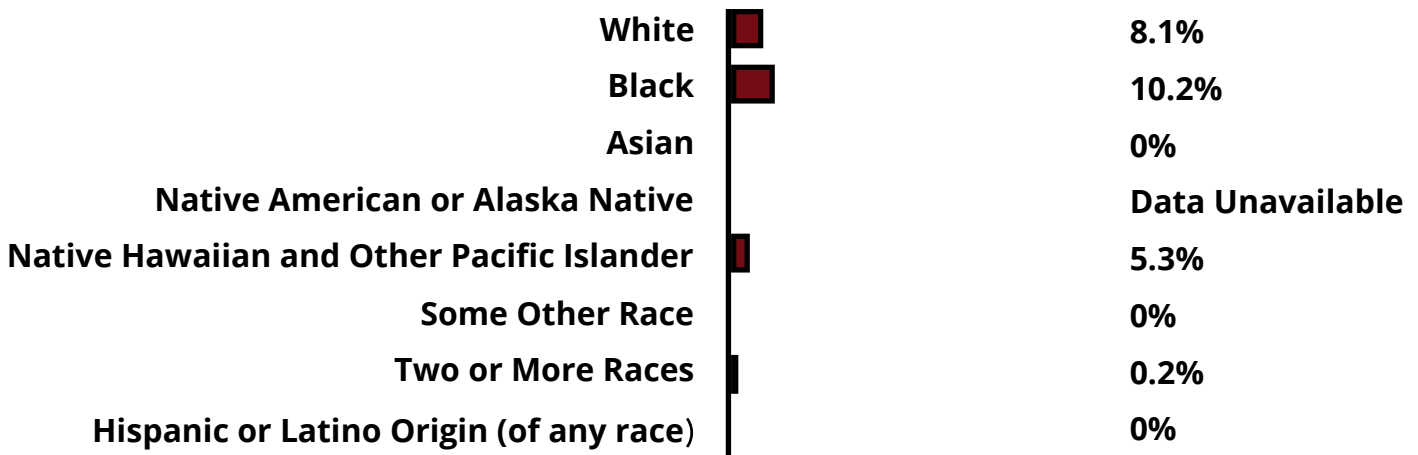 White 8.1%
Black 10.2%
Asian 0%
Native American or Alaska Native Data Unavailable
Native Hawaiian and Other Pacific Islander 5.3%
Some Other Race 0%
Two or More Races 0.2%
Hispanic or Latino Origin (of any race) 0%